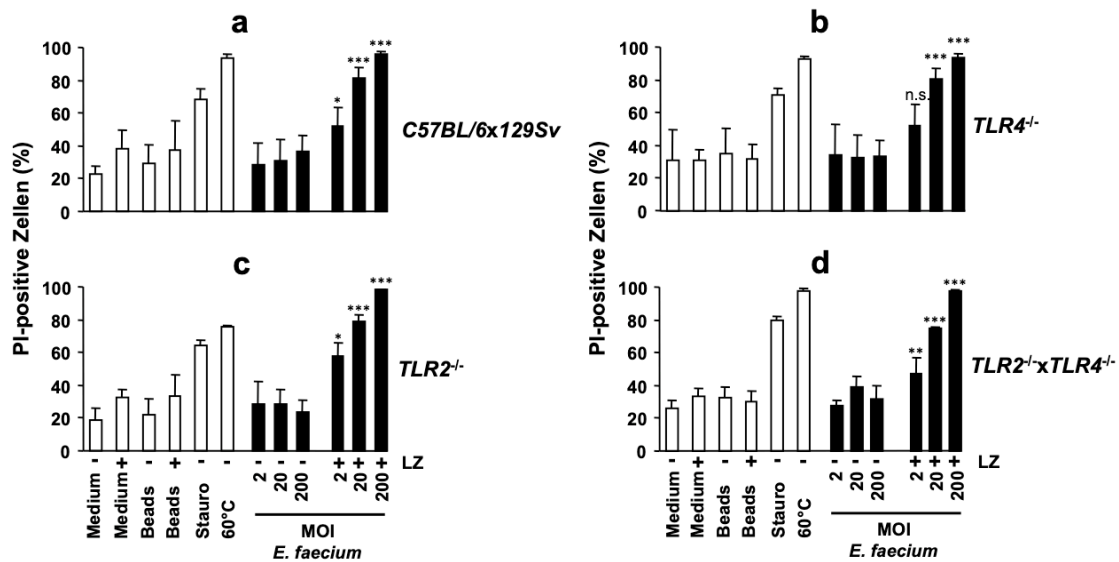 a
100
80
60
40
20
0
PI-positive Zellen (%)
* *** ***
C57BL/6x129Sv
b
100
80
60
40
20
0
n.s. *** ***
TLR4-/-
c
100
80
60
40
20
0
* *** ***
TLR2-/-
- + - + - - - - - + + + LZ
Medium Medium Beads Beads Stauro 60°C 2 20 200 2 20 200
MOI
E. faecium
d
100
80
60
40
20
0
PI-positive Zellen (%)
** *** ***
TLR2-/-xTLR4-/-
- + - + - - - - - + + + LZ
Medium Medium Beads Beads Stauro 60°C 2 20 200 2 20 200
MOI
E. faecium